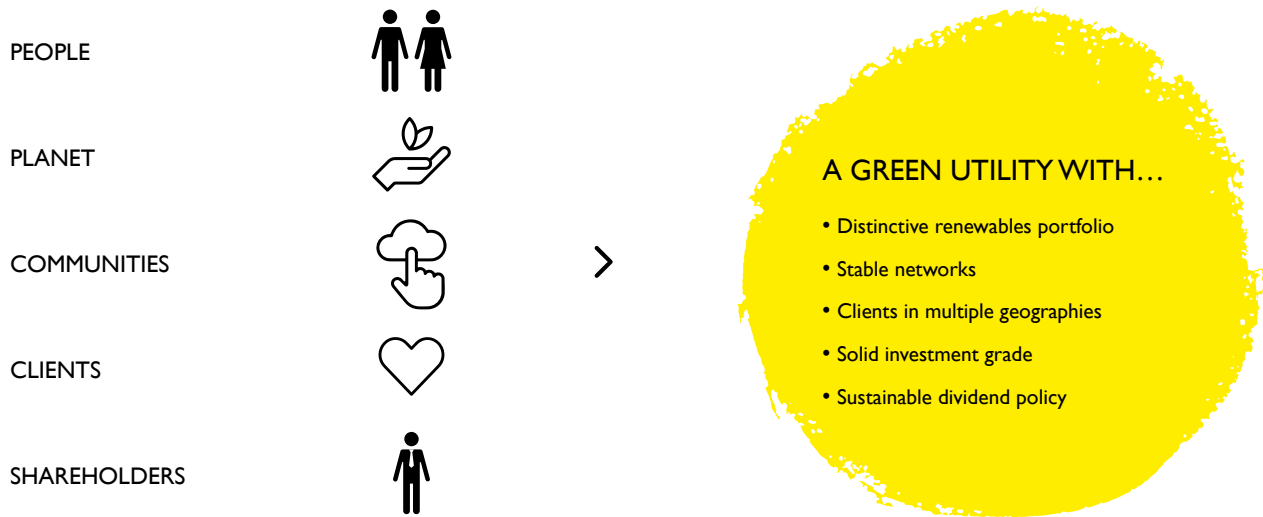 PEOPLE
PLANET
COMMUNITIES
CLIENTS
SHAREHOLDERS
A GREEN UTILITY WITH…
• Distinctive renewables portfolio
• Stable networks
• Clients in multiple geographies
• Solid investment grade
• Sustainable dividend policy